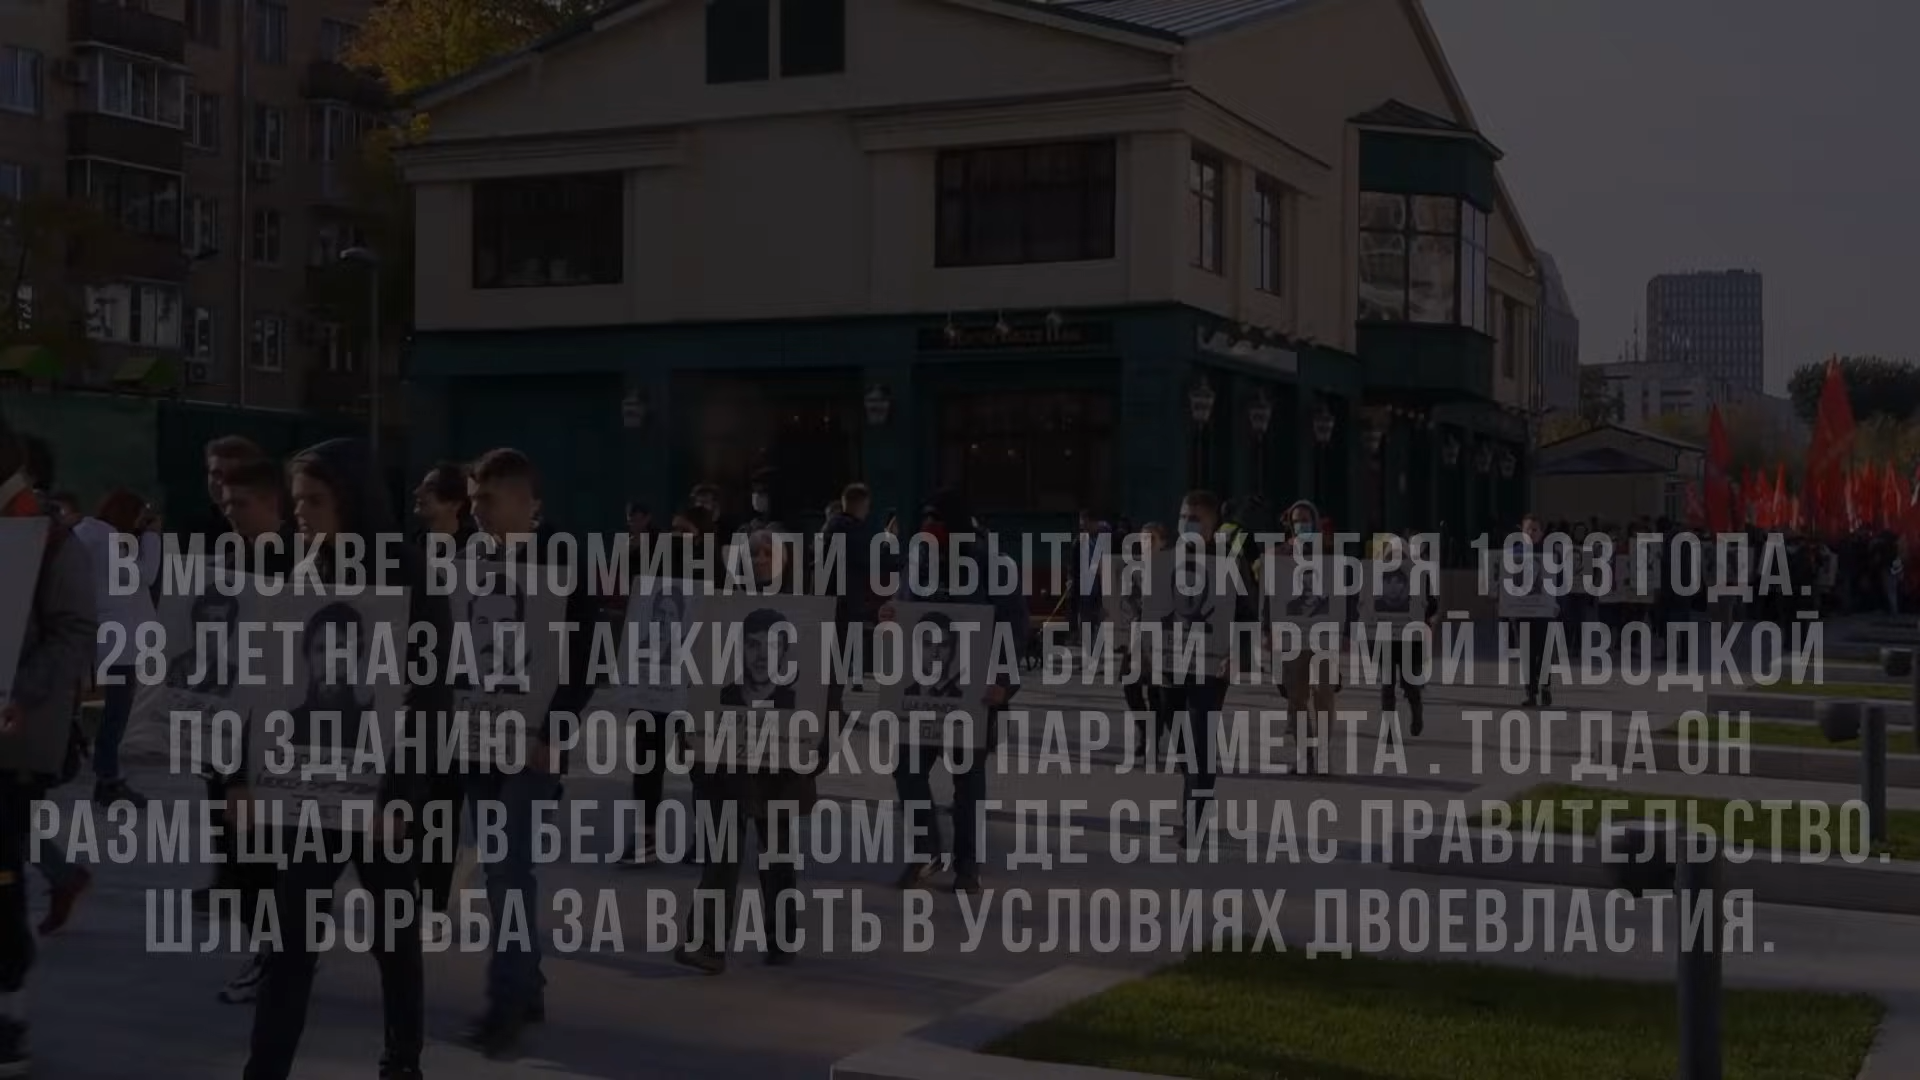 В МОСКВЕ ВСПОМИНАЛИ СОБЫТИЯ ОКТЯБРЯ 1993 ГОДА.
28 ЛЕТ НАЗАД ТАНКИ С МОСТА БИЛИ ПРЯМОЙ НАВОДКОЙ
ПО ЗДАНИЮ РОССИЙСКОГО ПАРЛАМЕНТА . ТОГДА ОН
РАЗМЕЩАЛСЯ В БЕЛОМ ДОМЕ, ГДЕ СЕЙЧАС ПРАВИТЕЛЬСТВО.
ШЛА БОРЬБА ЗА ВЛАСТЬ В УСЛОВИЯХ ДВОЕВЛАСТИЯ.